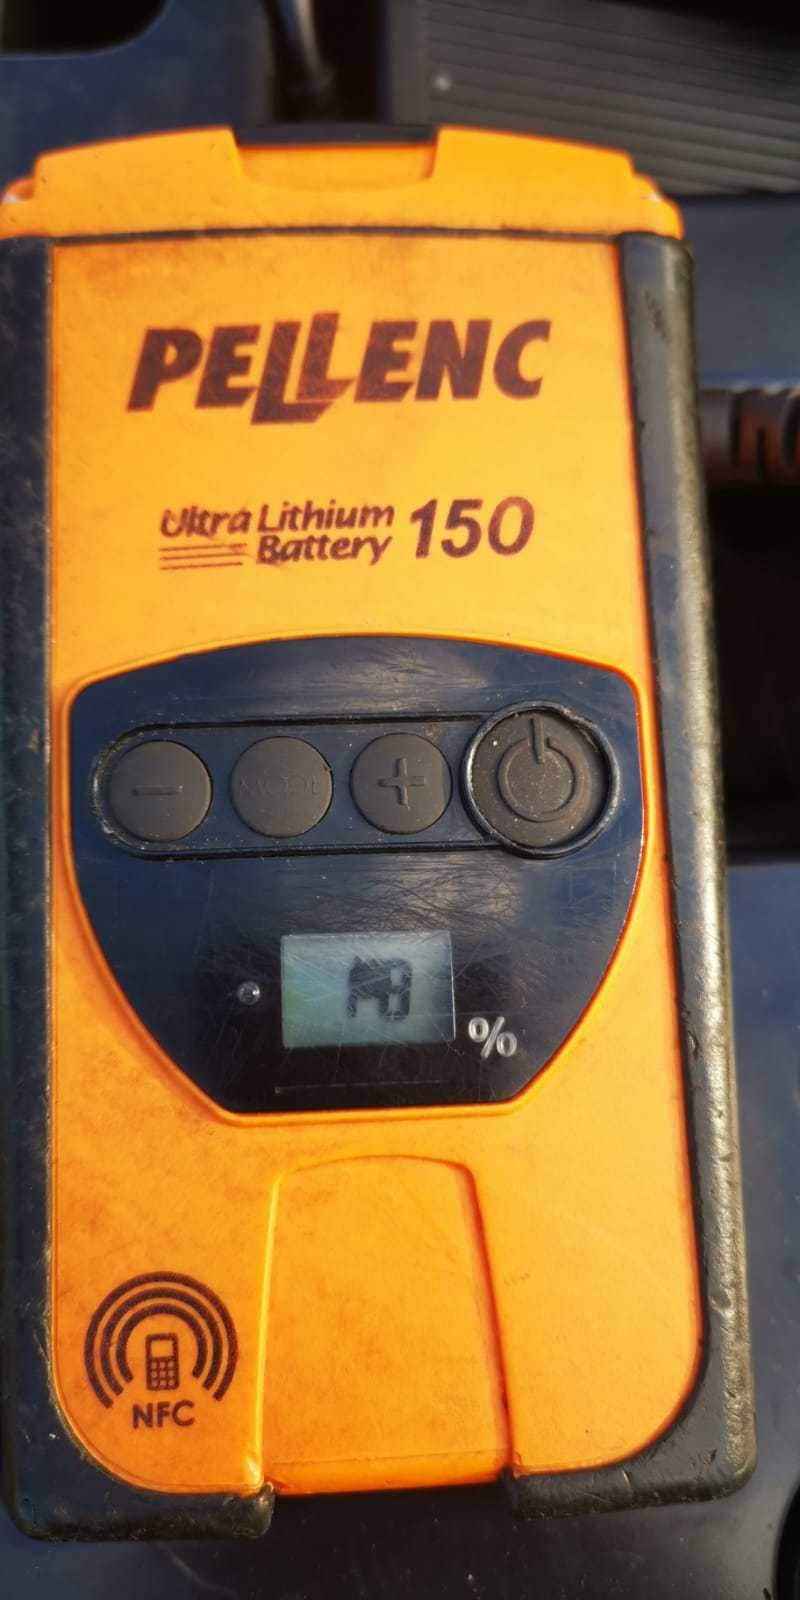 PELLENC
Ultra Lithium
Battery 150
MODE
%
NFC